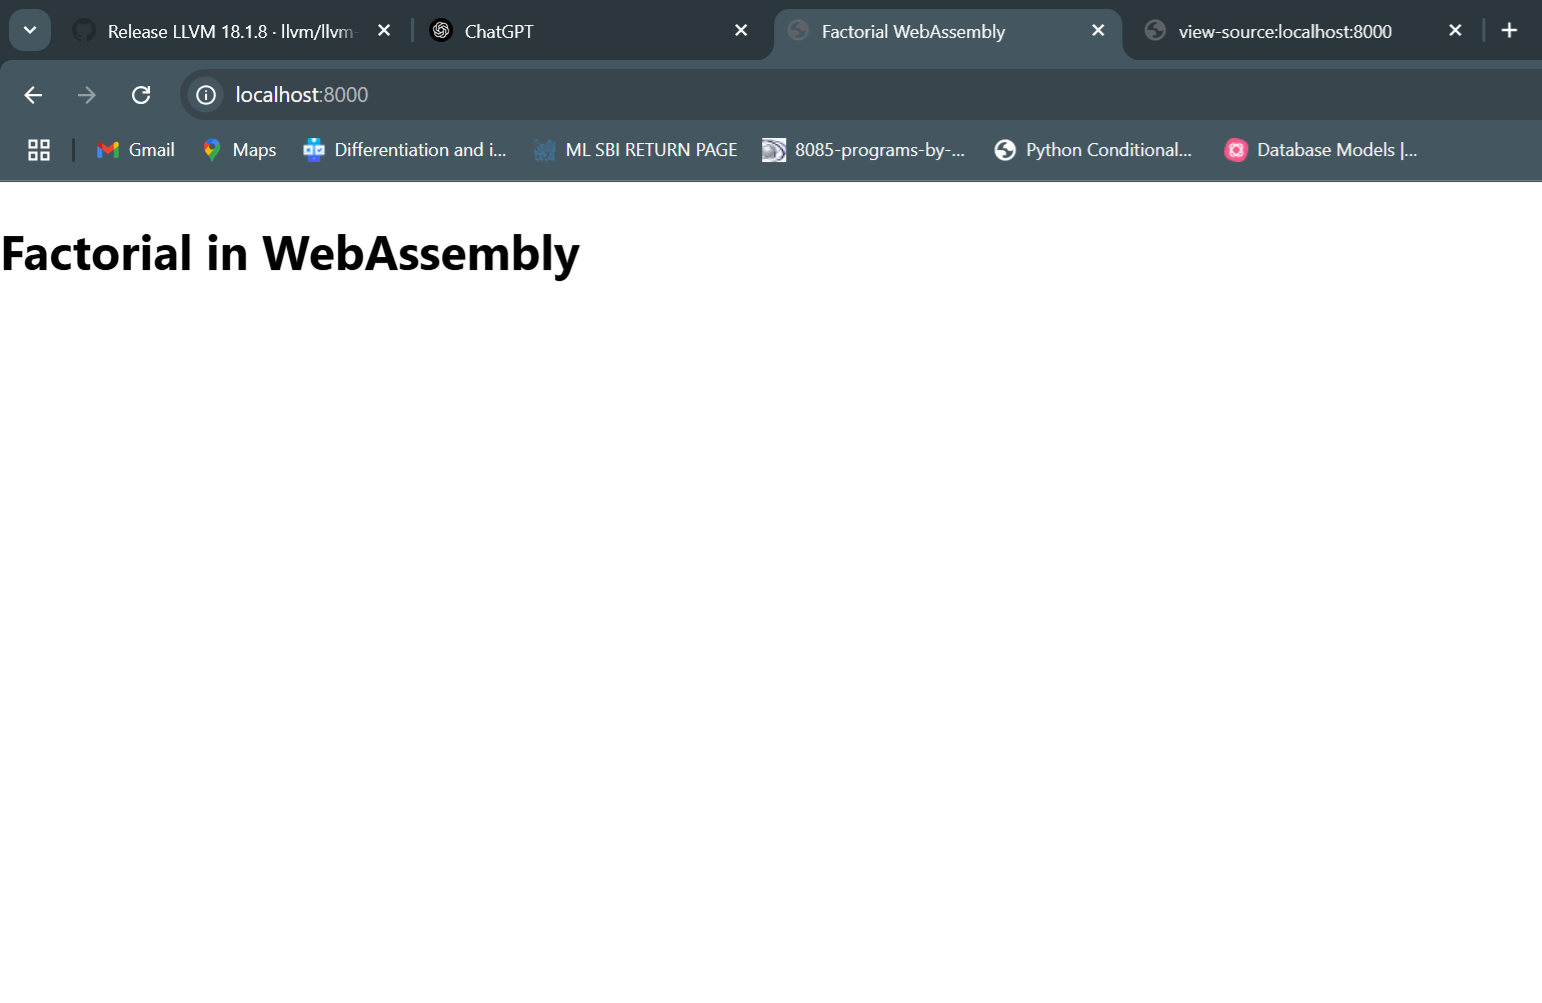 Release LLVM 18.1.8 · llvm/llvm-
ChatGPT
Factorial WebAssembly
view-source:localhost:8000
localhost:8000
Gmail
Maps
Differentiation and i...
ML SBI RETURN PAGE
8085-programs-by-...
Python Conditional...
Database Models |...
Factorial in WebAssembly